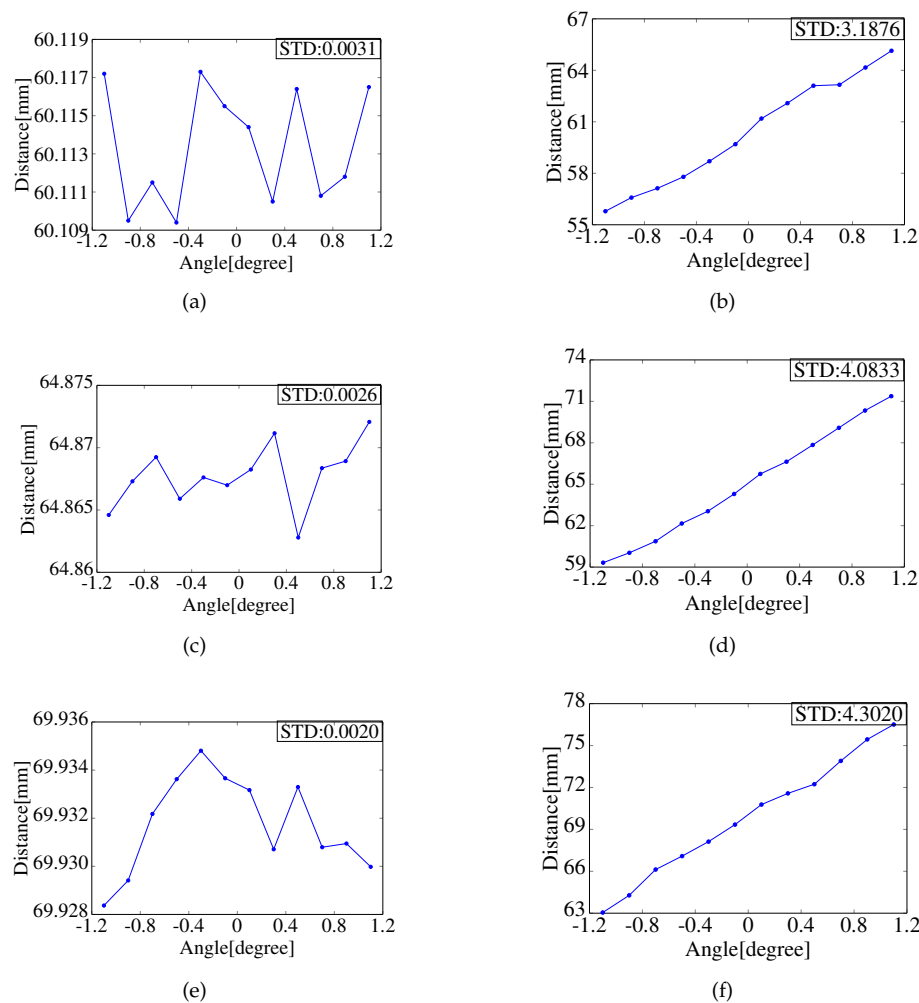 60.119
60.117
60.115
60.113
60.111
60.109
Distance[mm]
STD:0.0031
-1.2 -0.8 -0.4 0 0.4 0.8 1.2
Angle[degree]
(a)
67
64
61
58
55
Distance[mm]
STD:3.1876
-1.2 -0.8 -0.4 0 0.4 0.8 1.2
Angle[degree]
(b)
64.875
64.87
64.865
64.86
Distance[mm]
STD:0.0026
-1.2 -0.8 -0.4 0 0.4 0.8 1.2
Angle[degree]
(c)
74
71
68
65
62
59
Distance[mm]
STD:4.0833
-1.2 -0.8 -0.4 0 0.4 0.8 1.2
Angle[degree]
(d)
69.936
69.934
69.932
69.930
69.928
Distance[mm]
STD:0.0020
-1.2 -0.8 -0.4 0 0.4 0.8 1.2
Angle[degree]
(e)
78
75
72
69
66
63
Distance[mm]
STD:4.3020
-1.2 -0.8 -0.4 0 0.4 0.8 1.2
Angle[degree]
(f)